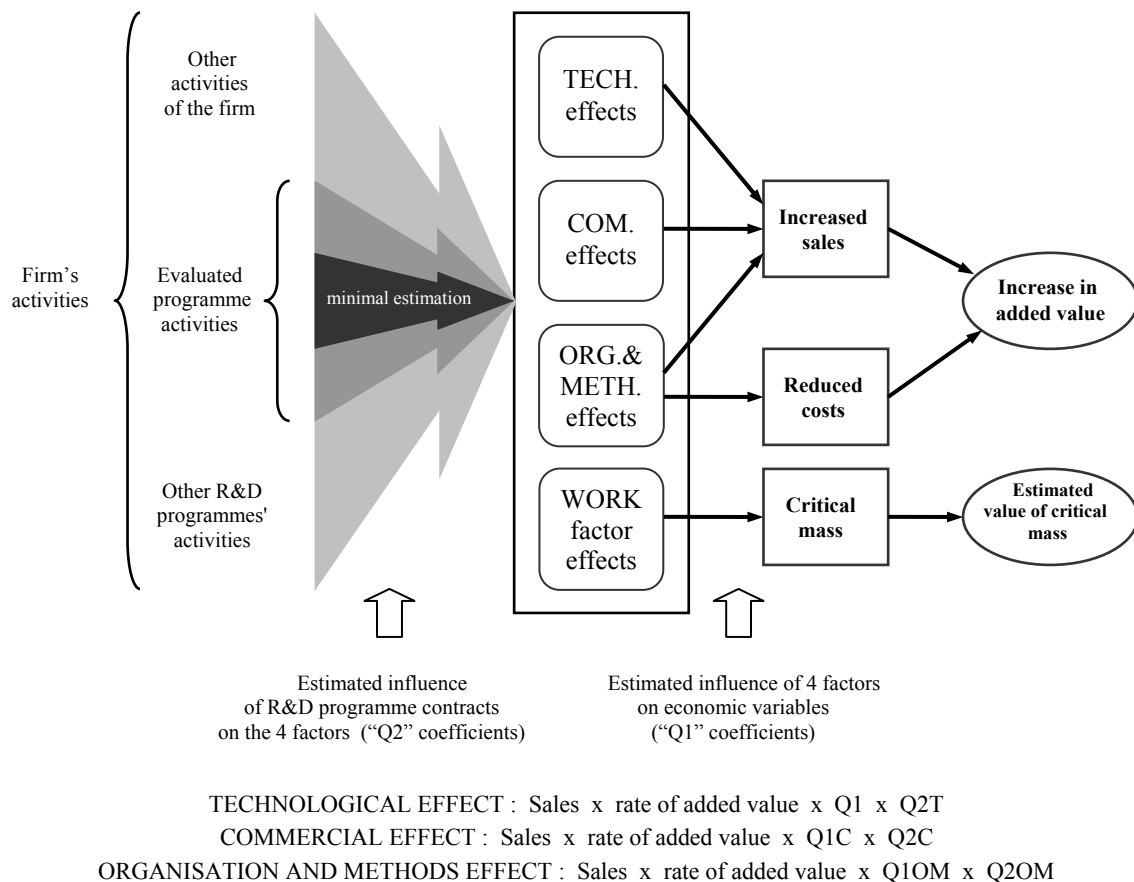 Other
activities
of the firm
Firm's
activities
Evaluated
programme
activities
Other R&D
programmes'
activities
minimal estimation
TECH.
effects
COM.
effects
ORG.&
METH.
effects
WORK
factor
effects
Increased
sales
Reduced
costs
Critical
mass
Increase in
added value
Estimated
value of critical
mass
Estimated influence
of R&D programme contracts
on the 4 factors (“Q2” coefficients)
Estimated influence of 4 factors
on economic variables
(“Q1” coefficients)
TECHNOLOGICAL EFFECT : Sales x rate of added value x Q1 x Q2T
COMMERCIAL EFFECT : Sales x rate of added value x Q1C x Q2C
ORGANISATION AND METHODS EFFECT : Sales x rate of added value x Q1OM x Q2OM